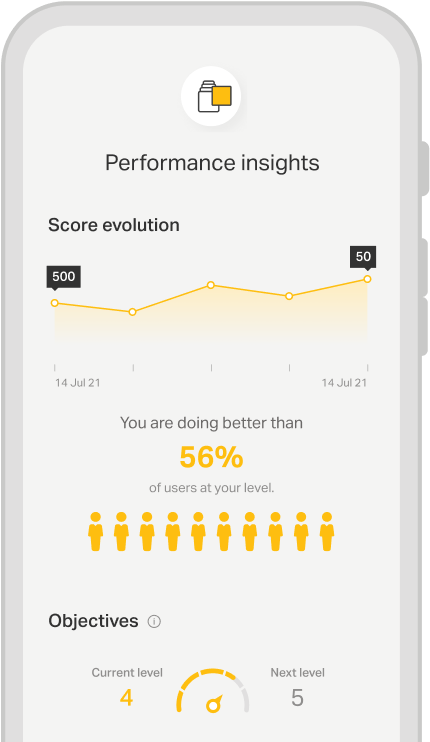 Performance insights
Score evolution
50
500
14 Jul 21 14 Jul 21
You are doing better than
56%
of users at your level.
Objectives
Current level Next level
4 5